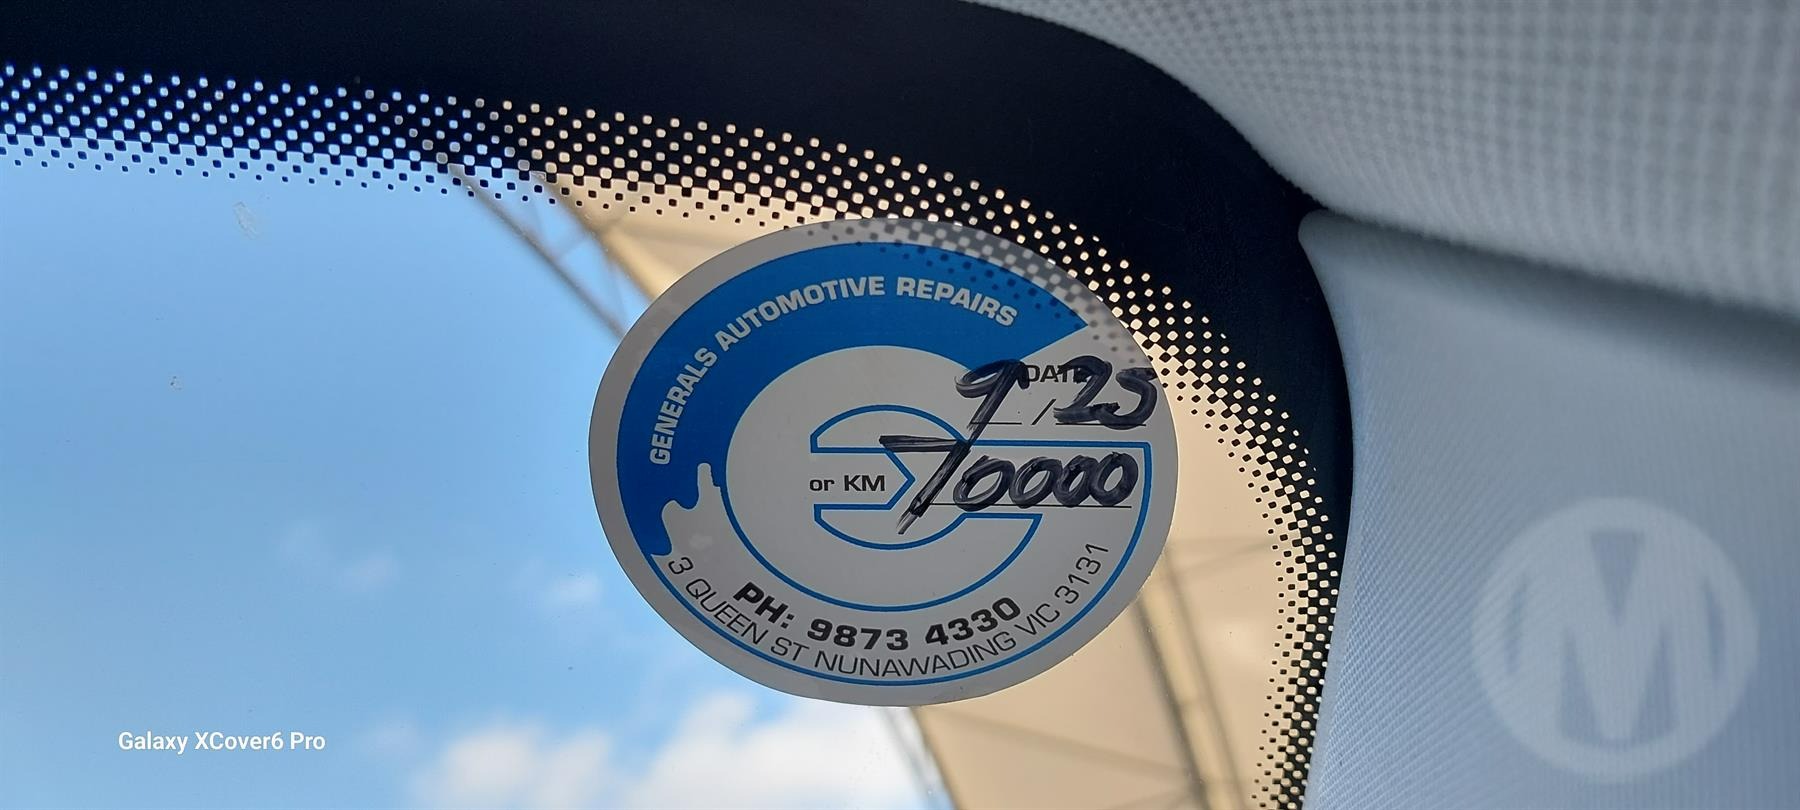 GENERALS AUTOMOTIVE REPAIRS
DATE
9/25
or KM
70000
PH: 9873 4330
3 QUEEN ST NUNAWADING VIC 3131
Galaxy XCover6 Pro
M